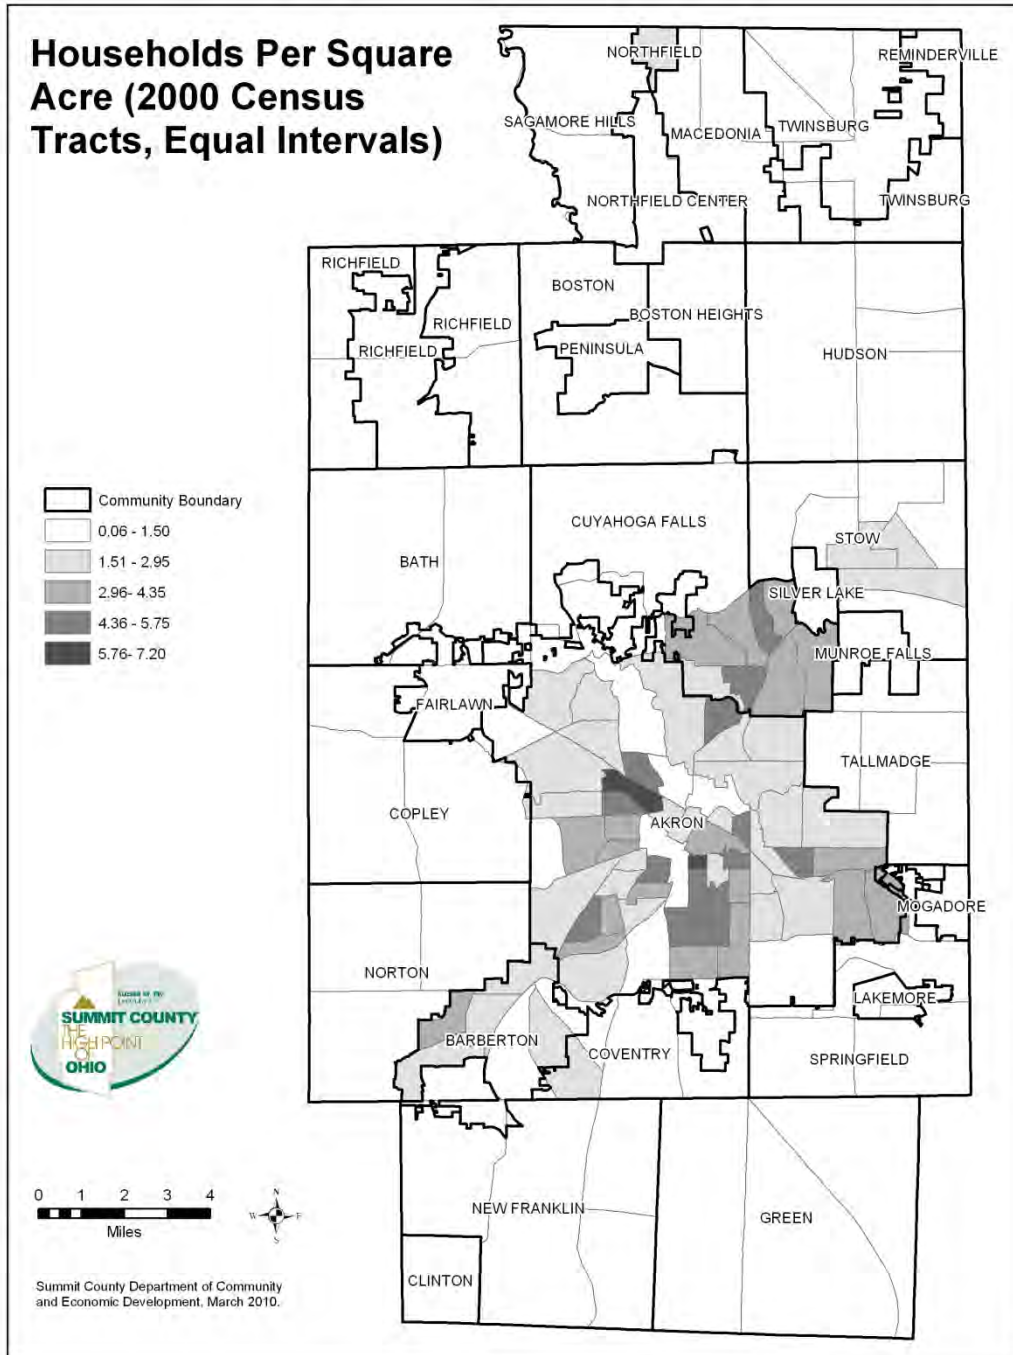 Households Per Square
Acre (2000 Census
Tracts, Equal Intervals)
NORTHFIELD
REMINDERVILLE
SAGAMORE HILLS
MACEDONIA
TWINSBURG
NORTHFIELD CENTER
TWINSBURG
RICHFIELD
BOSTON
RICHFIELD
BOSTON HEIGHTS
RICHFIELD
PENINSULA
HUDSON
Community Boundary
0.06 - 1.50
1.51 - 2.95
2.96- 4.35
4.36 - 5.75
5.76- 7.20
CUYAHOGA FALLS
STOW
BATH
SILVER LAKE
MUNROE FALLS
FAIRLAWN
TALLMADGE
COPLEY
AKRON
MOGADORE
NORTON
LAKEMORE
BARBERTON
COVENTRY
SPRINGFIELD
SUMMIT COUNTY
THE
HIGH POINT
OF
OHIO
NEW FRANKLIN
GREEN
CLINTON
0 1 2 3 4
Miles
N
W E
S
Summit County Department of Community
and Economic Development, March 2010.